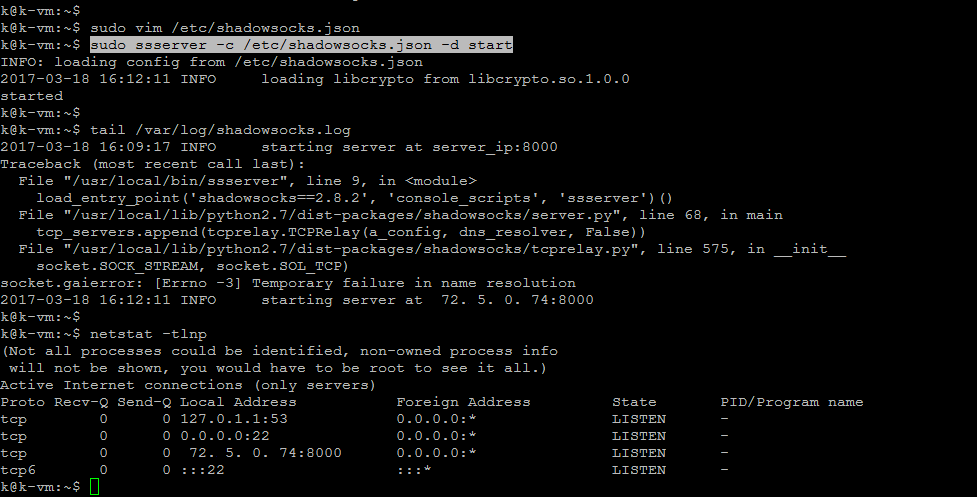 k@k-vm:~$
k@k-vm:~$ sudo vim /etc/shadowsocks.json
k@k-vm:~$ sudo ssserver -c /etc/shadowsocks.json -d start
INFO: loading config from /etc/shadowsocks.json
2017-03-18 16:12:11 INFO     loading libcrypto from libcrypto.so.1.0.0
started
k@k-vm:~$
k@k-vm:~$ tail /var/log/shadowsocks.log
2017-03-18 16:09:17 INFO     starting server at server_ip:8000
Traceback (most recent call last):
  File "/usr/local/bin/ssserver", line 9, in <module>
    load_entry_point('shadowsocks==2.8.2', 'console_scripts', 'ssserver')()
  File "/usr/local/lib/python2.7/dist-packages/shadowsocks/server.py", line 68, in main
    tcp_servers.append(tcprelay.TCPRelay(a_config, dns_resolver, False))
  File "/usr/local/lib/python2.7/dist-packages/shadowsocks/tcprelay.py", line 575, in __init__
    socket.SOCK_STREAM, socket.SOL_TCP)
socket.gaierror: [Errno -3] Temporary failure in name resolution
2017-03-18 16:12:11 INFO     starting server at  72. 5. 0. 74:8000
k@k-vm:~$
k@k-vm:~$ netstat -tlnp
(Not all processes could be identified, non-owned process info
 will not be shown, you would have to be root to see it all.)
Active Internet connections (only servers)
Proto Recv-Q Send-Q Local Address           Foreign Address         State       PID/Program name
tcp        0      0 127.0.1.1:53            0.0.0.0:*               LISTEN      -
tcp        0      0 0.0.0.0:22              0.0.0.0:*               LISTEN      -
tcp        0      0  72. 5. 0. 74:8000      0.0.0.0:*               LISTEN      -
tcp6       0      0 :::22                   :::*                    LISTEN      -
k@k-vm:~$